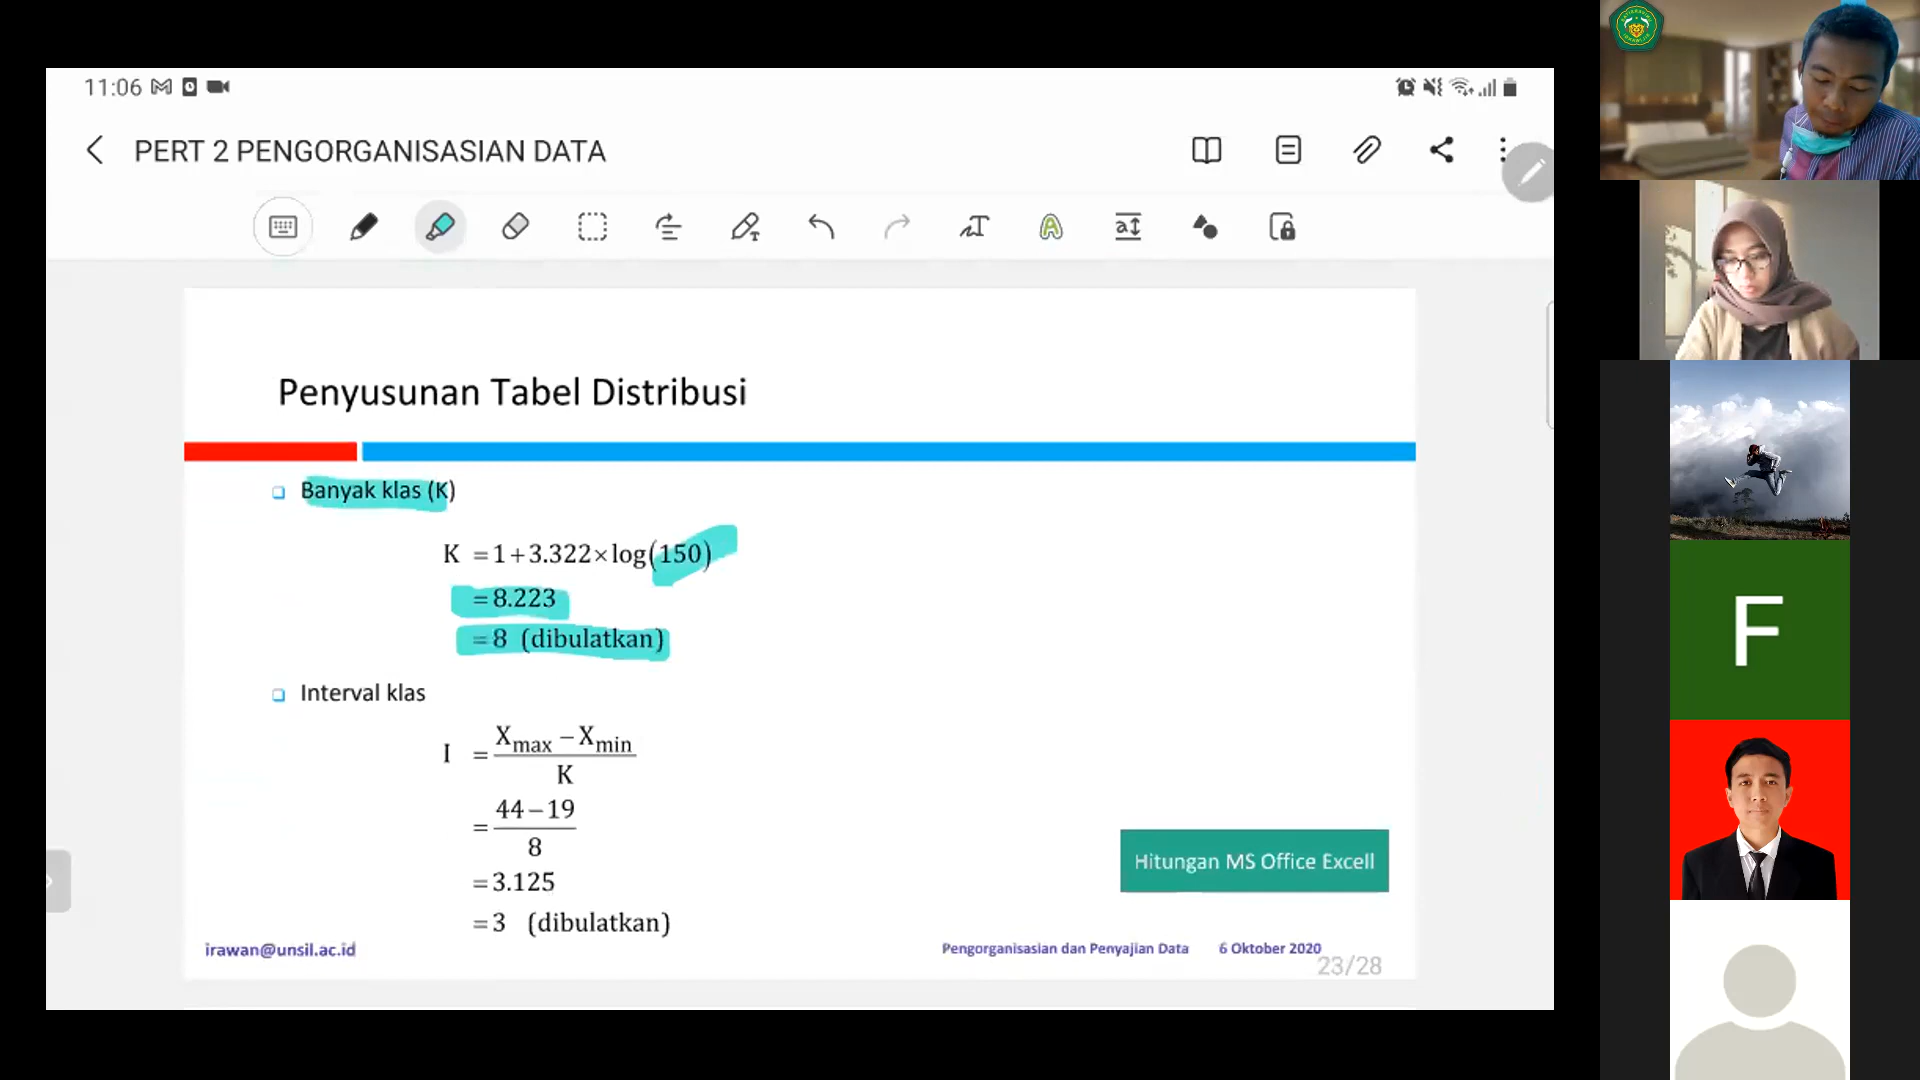 11:06
PERT 2 PENGORGANISASIAN DATA
Penyusunan Tabel Distribusi
Banyak klas (K)
K = 1 + 3.322 × log(150)
= 8.223
= 8 (dibulatkan)
Interval klas
I = (Xmax − Xmin) / K
= (44 − 19) / 8
= 3.125
= 3 (dibulatkan)
Hitungan MS Office Excell
irawan@unsil.ac.id
Pengorganisasian dan Penyajian Data 6 Oktober 2020
23/28
F